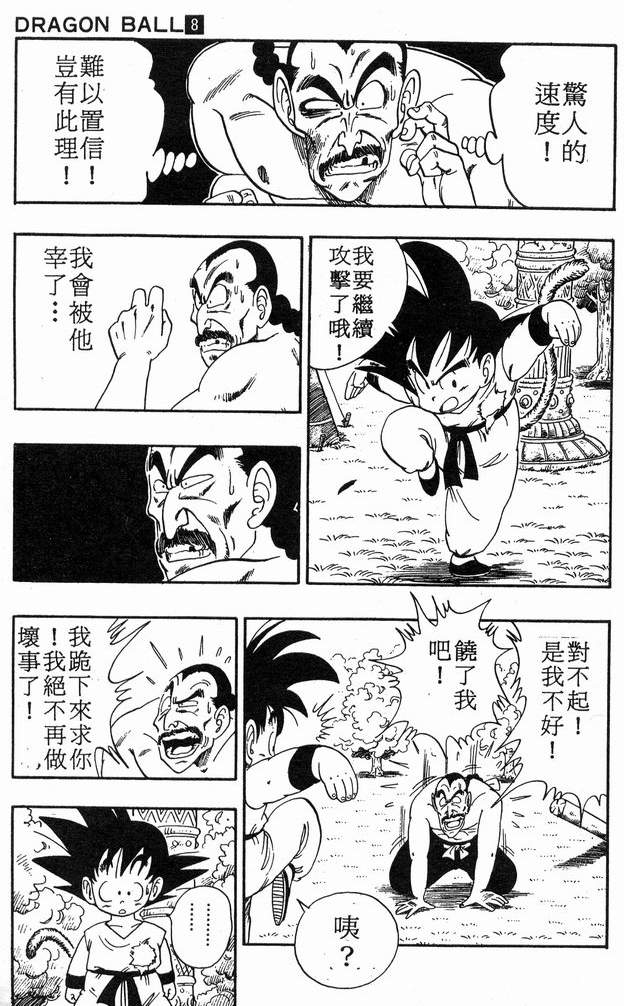 DRAGON BALL 8
驚人的
速度！
難以置信！
豈有此理！
我要繼續
攻擊了哦！
我會被他
宰了…
對不起！
是我不好！
饒了我
吧！
咦？
我跪下來求你
！我絕不再做
壞事了！
………
………